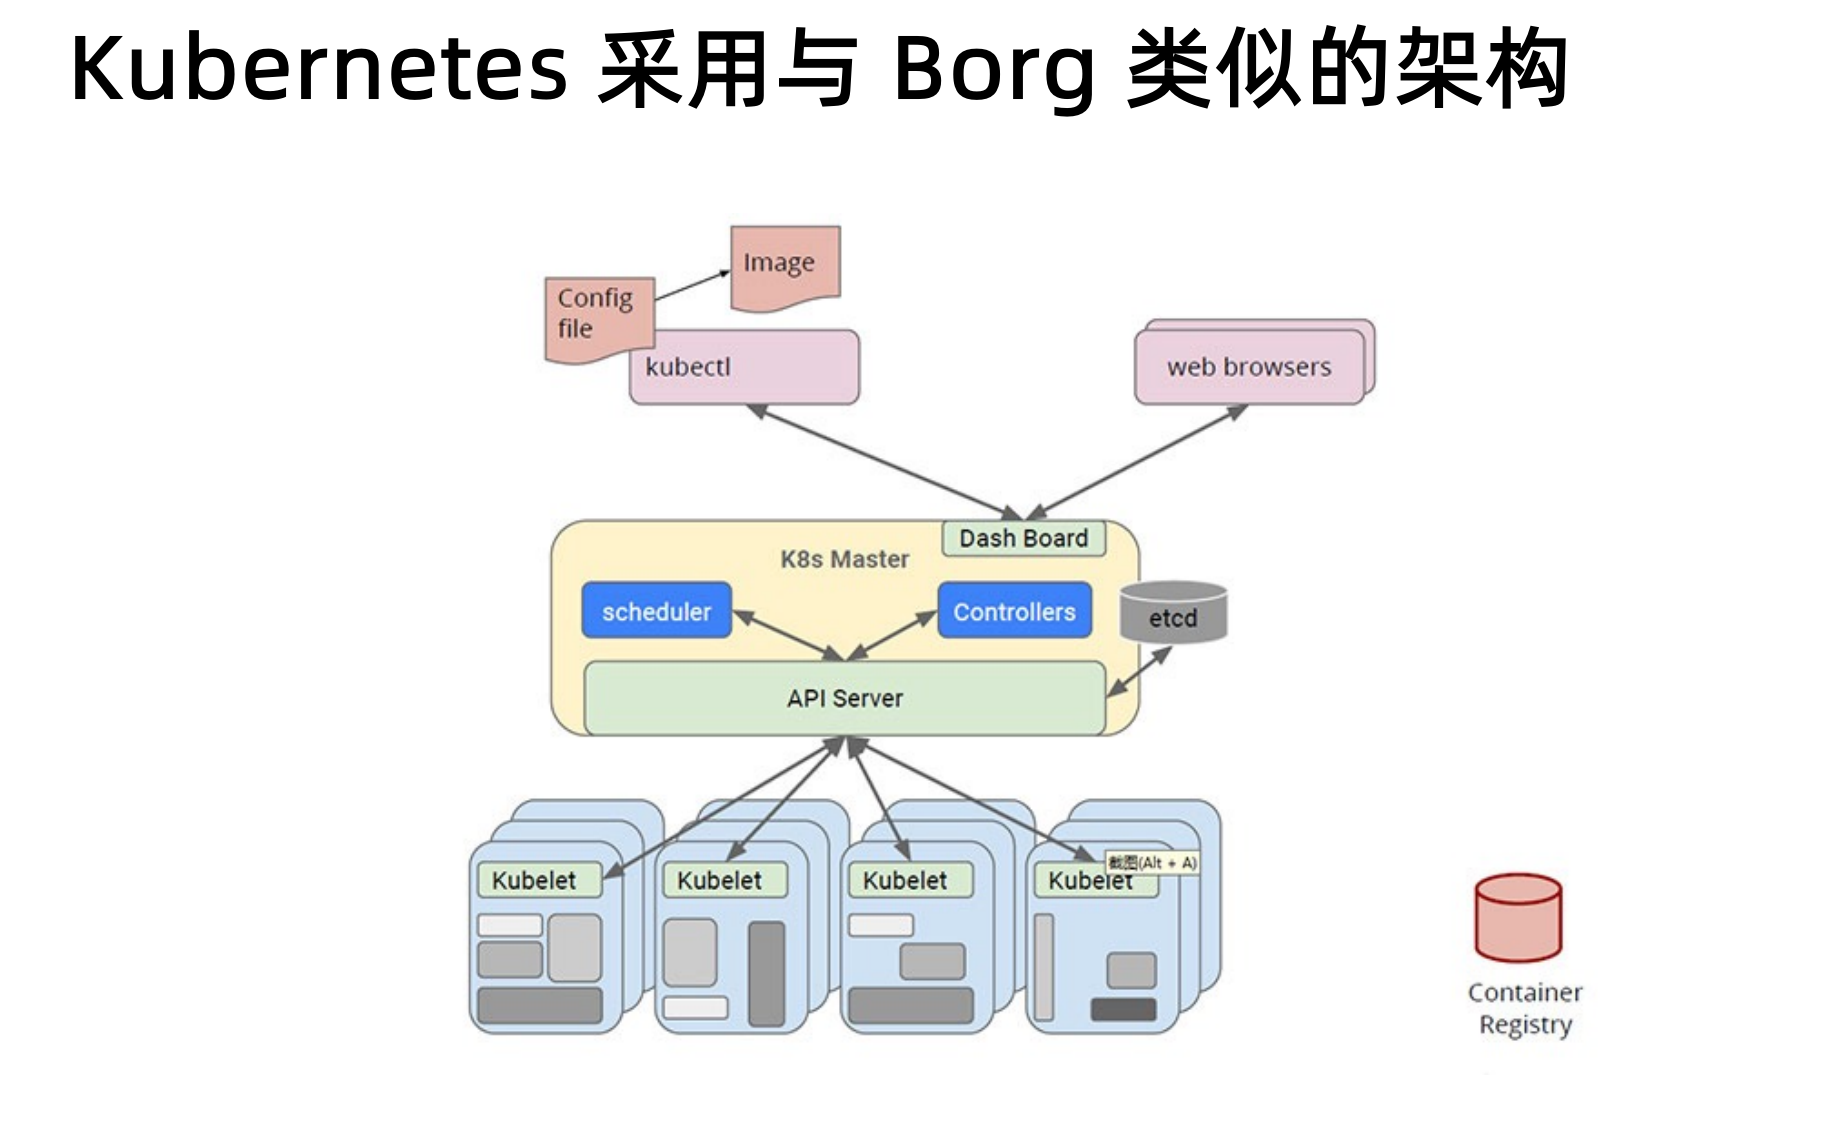 Kubernetes 采用与 Borg 类似的架构
Image
Config
file
kubectl
web browsers
Dash Board
K8s Master
scheduler
Controllers
etcd
API Server
截图(Alt + A)
Kubelet
Kubelet
Kubelet
Kubelet
Container
Registry